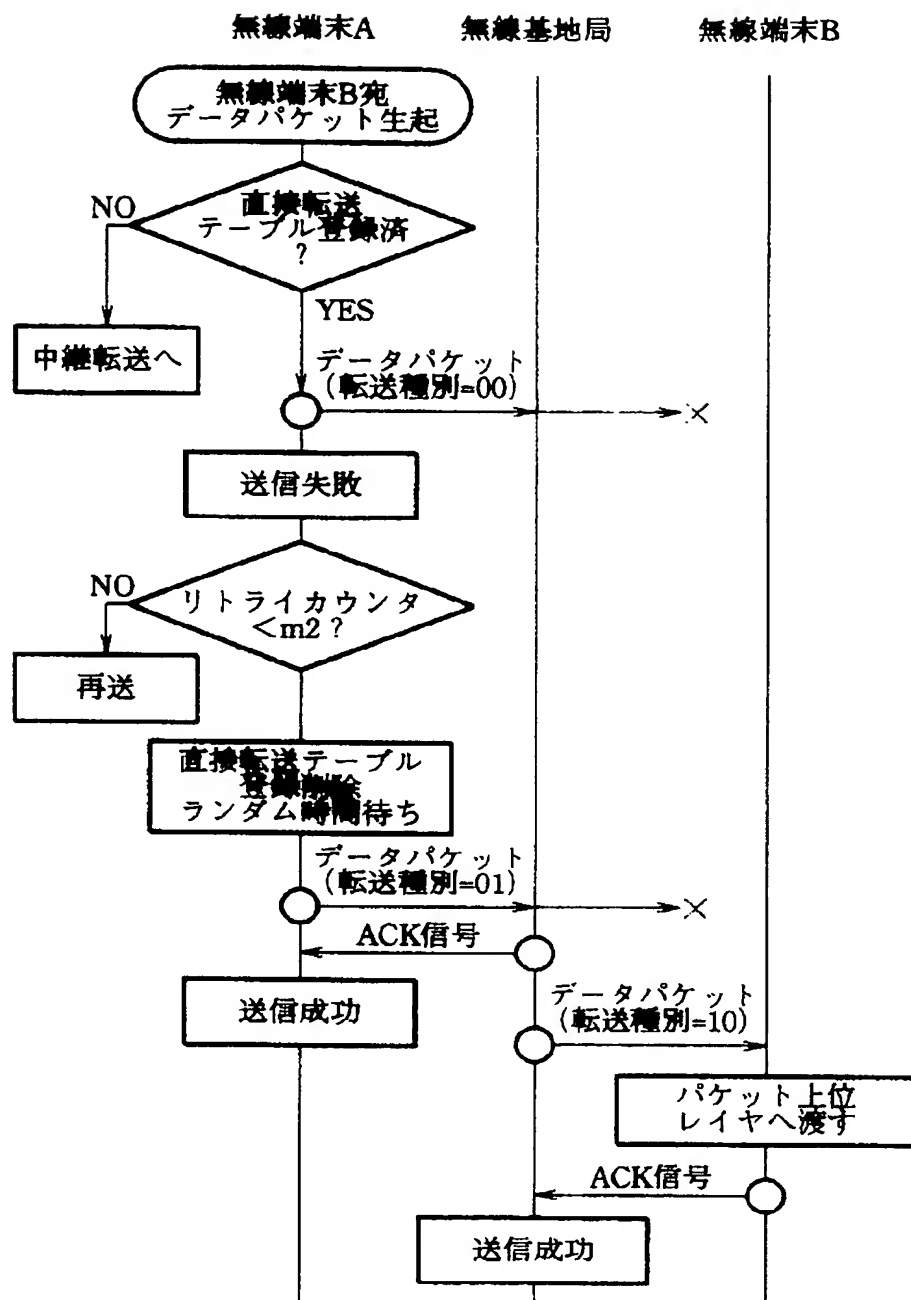 無線端末A
無線基地局
無線端末B
無線端末B宛
データパケット生起
直接転送
テーブル登録済
?
NO
YES
中継転送へ
データパケット
(転送種別=00)
×
送信失敗
リトライカウンタ
<m2?
NO
再送
直接転送テーブル
登録削除
ランダム時間待ち
データパケット
(転送種別=01)
×
ACK信号
送信成功
データパケット
(転送種別=10)
パケット上位
レイヤへ渡す
ACK信号
送信成功